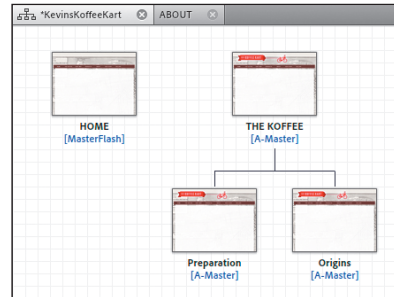 *KevinsKoffeeKart
ABOUT
HOME
[MasterFlash]
THE KOFFEE
[A-Master]
Preparation
[A-Master]
Origins
[A-Master]